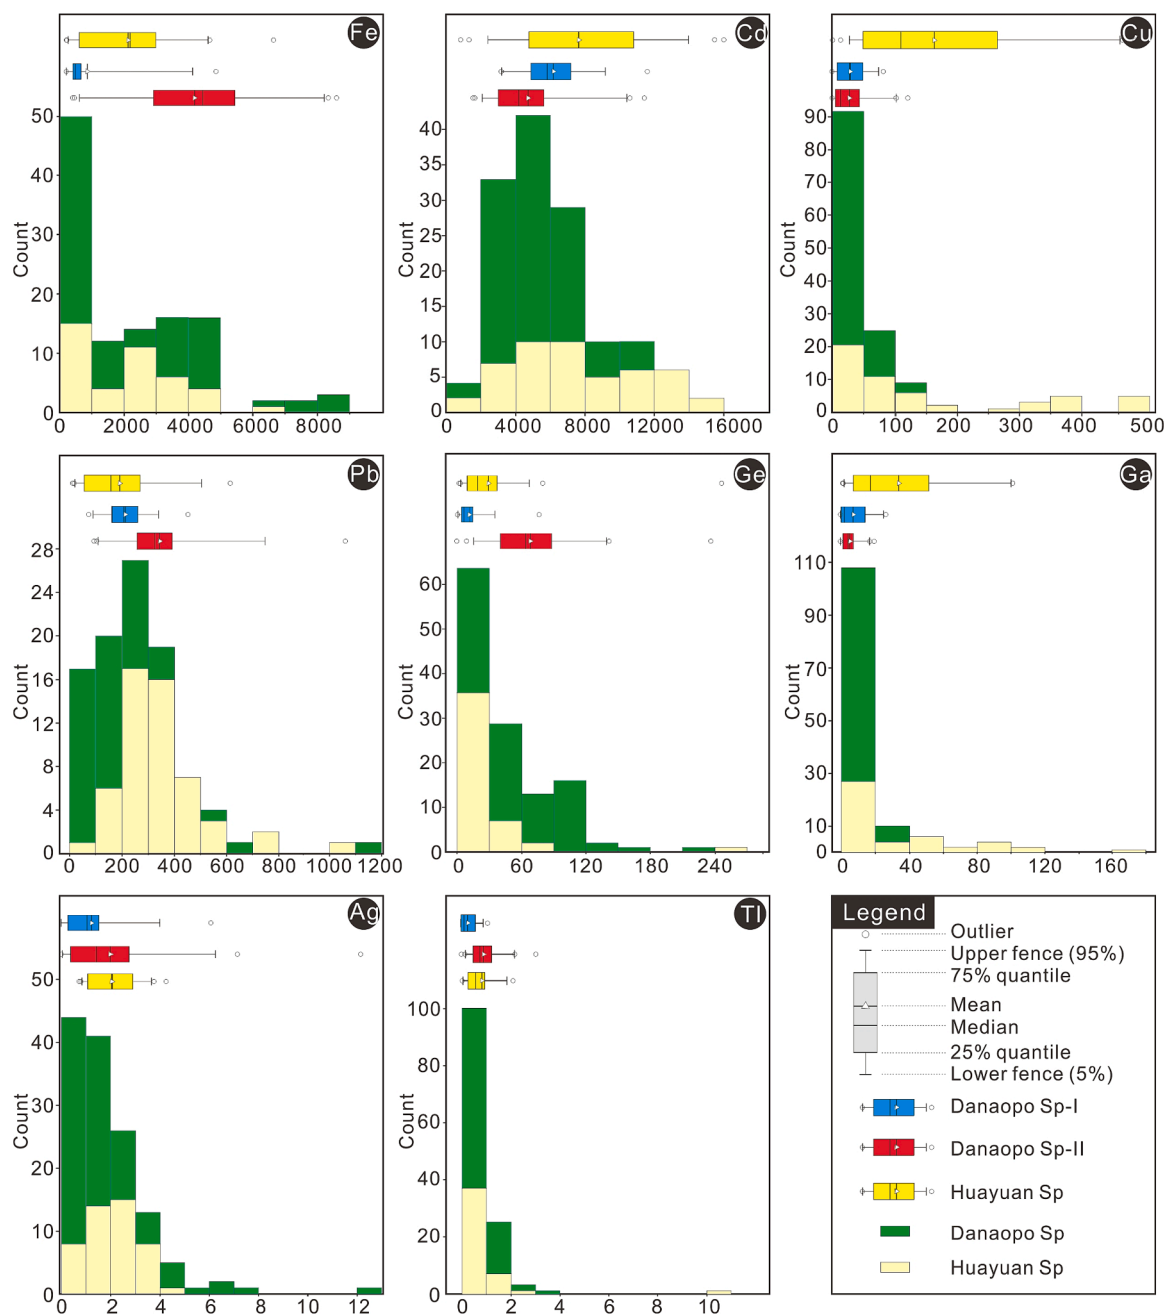 Fe
Count
50
40
30
20
10
0
0 2000 4000 6000 8000
Cd
Count
40
35
30
25
20
15
10
5
0
0 4000 8000 12000 16000
Cu
Count
90
80
70
60
50
40
30
20
10
0
0 100 200 300 400 500
Pb
Count
28
24
20
16
12
8
4
0
0 200 400 600 800 1000 1200
Ge
Count
60
50
40
30
20
10
0
0 60 120 180 240
Ga
Count
110
90
70
50
30
10
0
0 40 80 120 160
Ag
Count
50
40
30
20
10
0
0 2 4 6 8 10 12
Tl
Count
100
80
60
40
20
0
0 2 4 6 8 10
Legend
Outlier
Upper fence (95%)
75% quantile
Mean
Median
25% quantile
Lower fence (5%)
Danaopo Sp-I
Danaopo Sp-II
Huayuan Sp
Danaopo Sp
Huayuan Sp